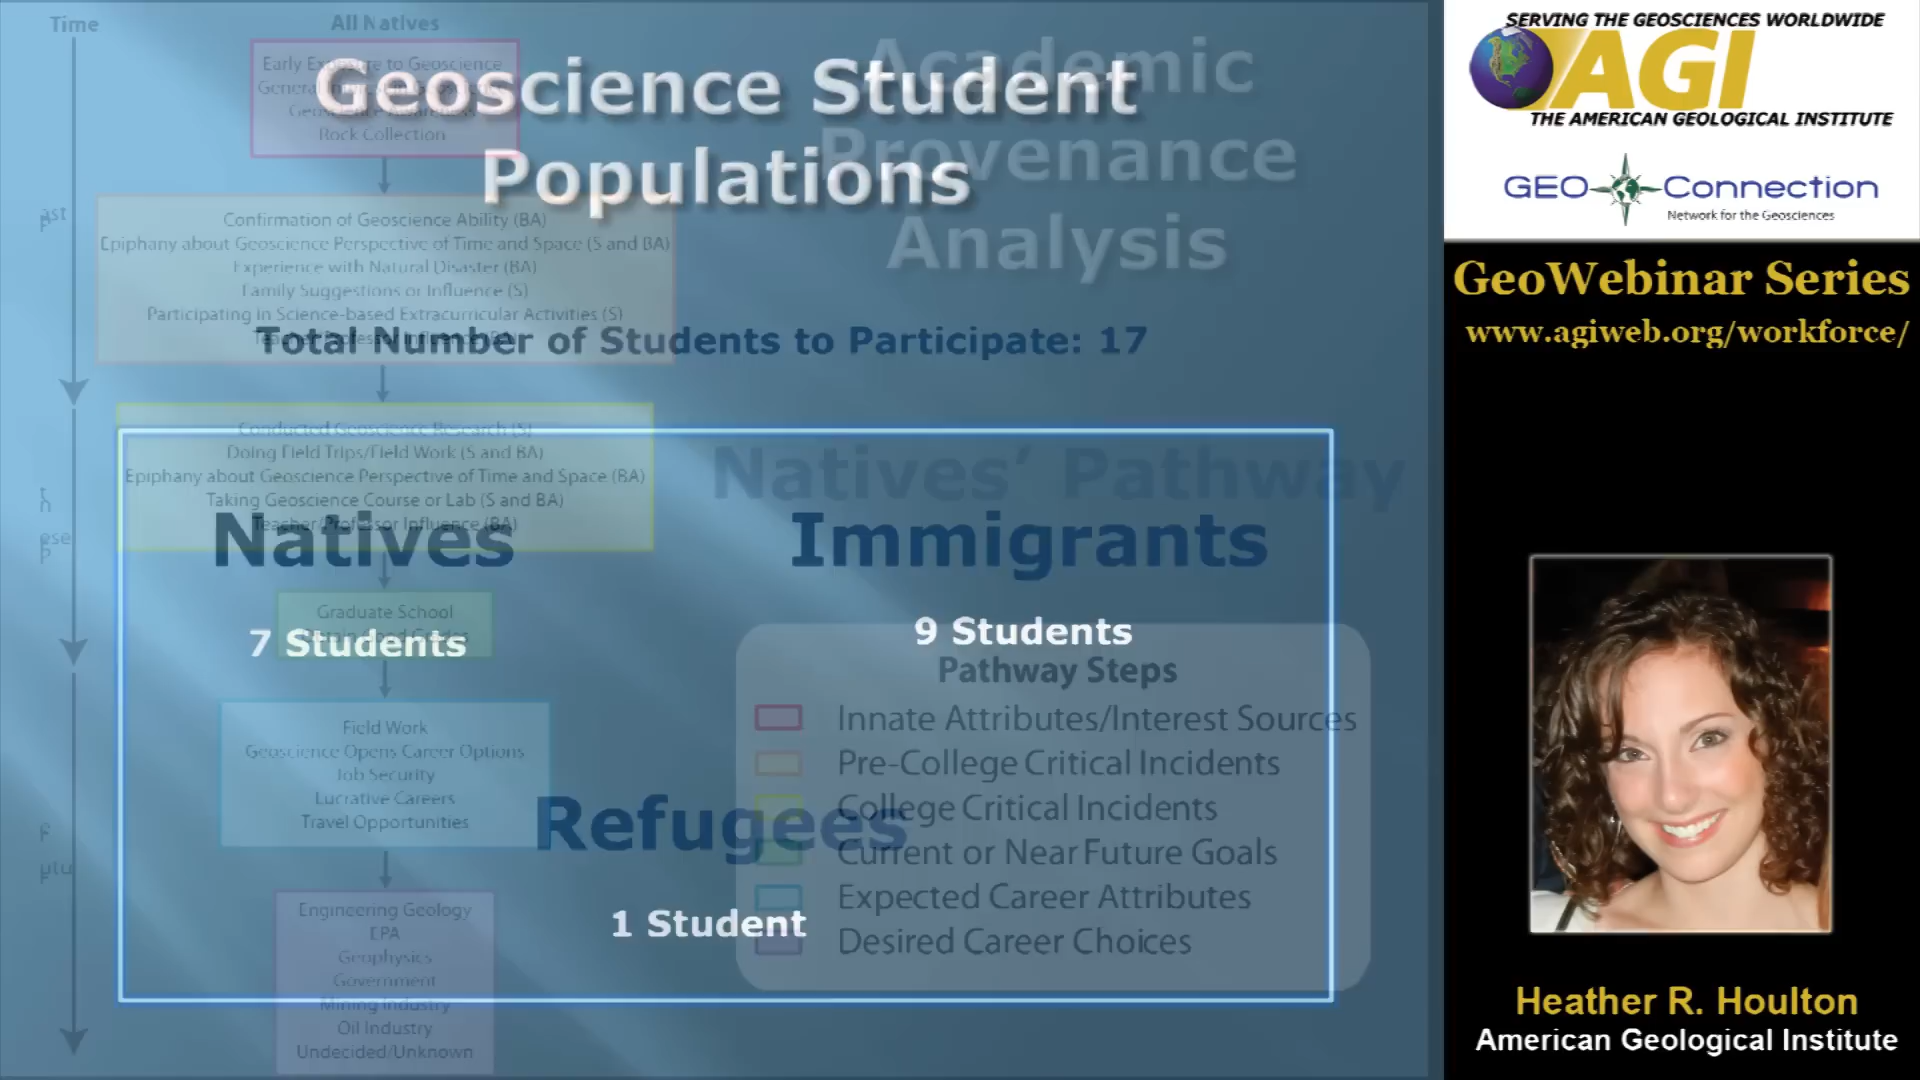 Geoscience Student
Populations
Total Number of Students to Participate: 17
Natives
7 Students
Immigrants
9 Students
Refugees
1 Student
Time
All Natives
Early Exposure to Geoscience
Rock Collection
Confirmation of Geoscience Ability (BA)
Epiphany about Geoscience Perspective of Time and Space (S and BA)
Experience with Natural Disaster (BA)
Family Suggestions or Influence (S)
Participating in Science-based Extracurricular Activities (S)
Conducted Geoscience Research (S)
Doing Field Trips/Field Work (S and BA)
Epiphany about Geoscience Perspective of Time and Space (BA)
Taking Geoscience Course or Lab (S and BA)
Teacher/Professor Influence (BA)
Graduate School
Field Work
Geoscience Opens Career Options
Job Security
Lucrative Careers
Travel Opportunities
Engineering Geology
EPA
Geophysics
Government
Mining Industry
Oil Industry
Undecided/Unknown
Academic
Provenance
Analysis
Natives’ Pathway
Pathway Steps
Innate Attributes/Interest Sources
Pre-College Critical Incidents
College Critical Incidents
Current or Near Future Goals
Expected Career Attributes
Desired Career Choices
SERVING THE GEOSCIENCES WORLDWIDE
AGI
THE AMERICAN GEOLOGICAL INSTITUTE
GEO Connection
Network for the Geosciences
GeoWebinar Series
www.agiweb.org/workforce/
Heather R. Houlton
American Geological Institute